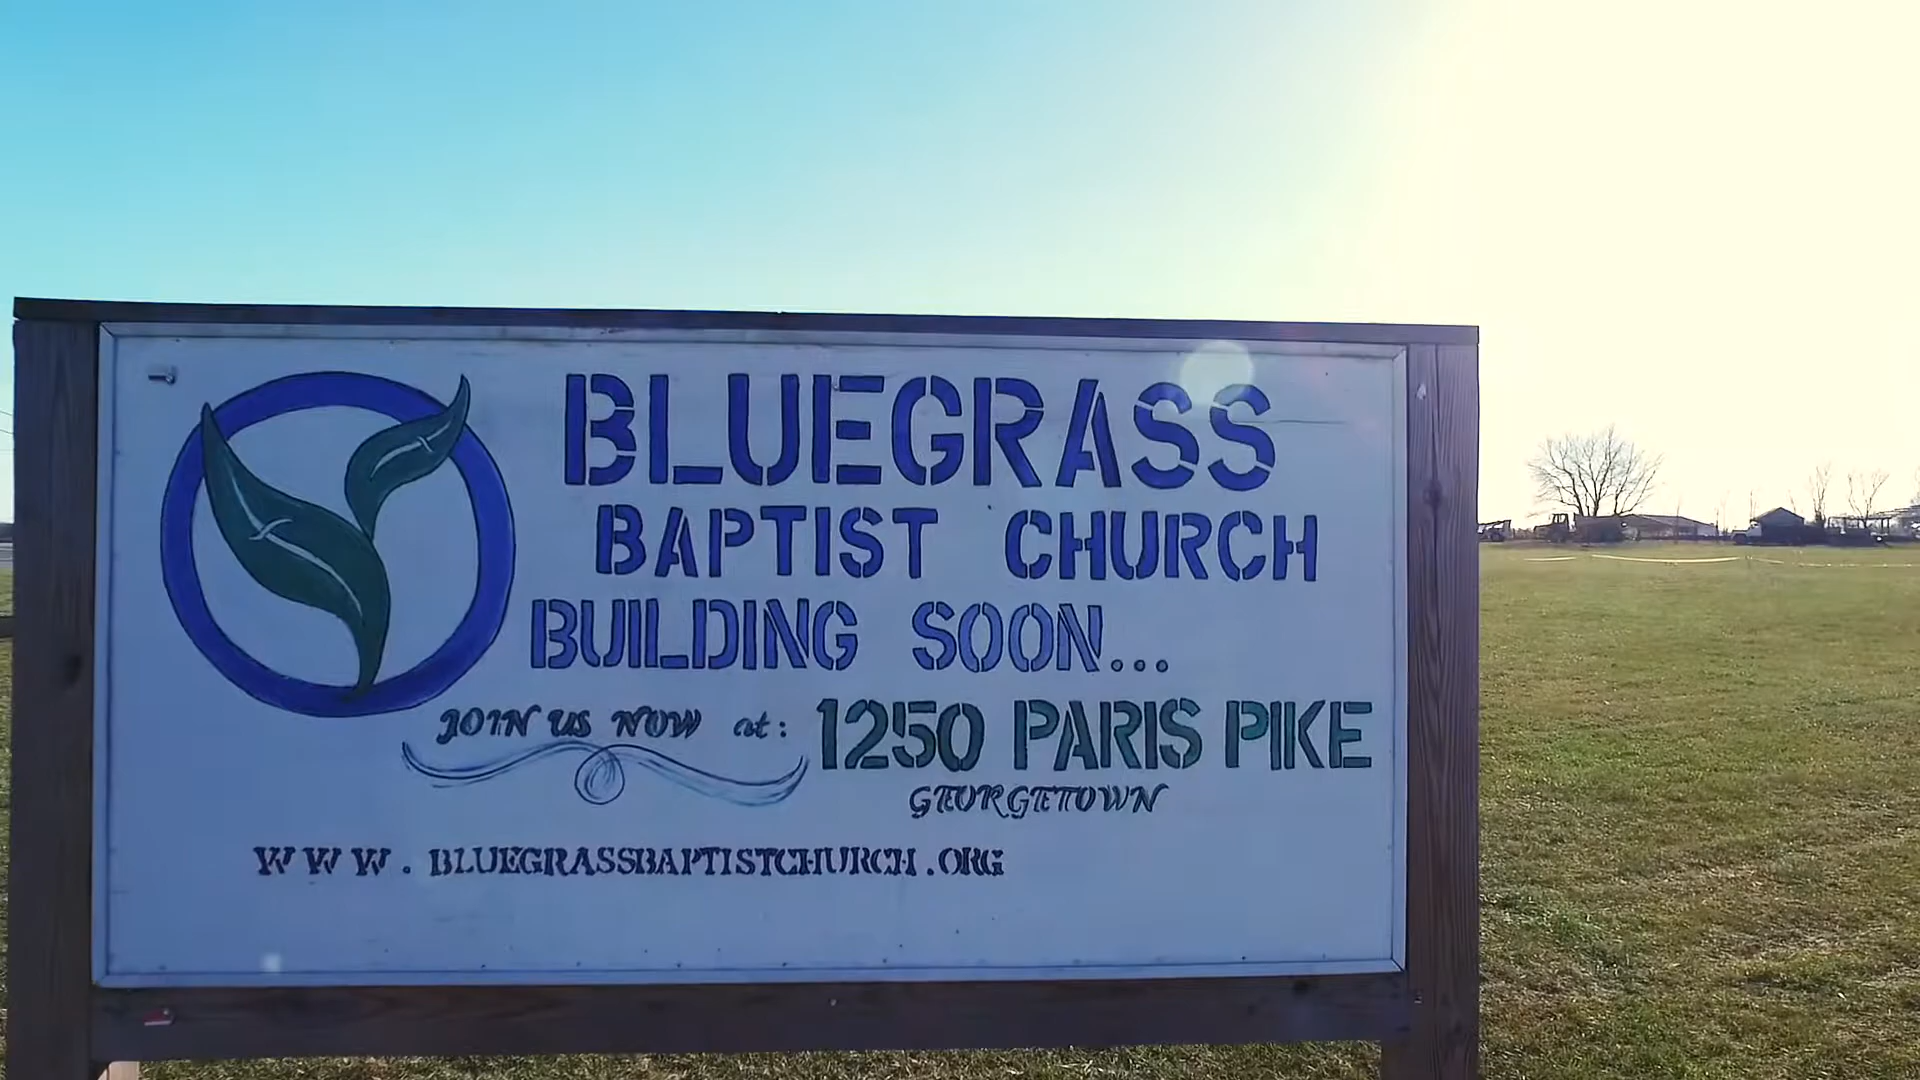 BLUEGRASS
BAPTIST CHURCH
BUILDING SOON...
JOIN US NOW at: 1250 PARIS PIKE
GEORGETOWN
WWW.BLUEGRASSBAPTISTCHURCH.ORG